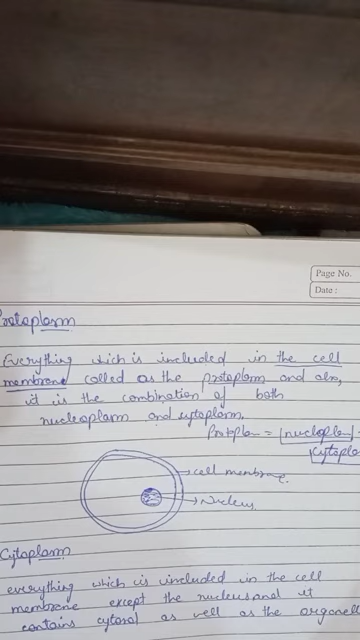 Page No.
Date :
Protoplasm
Everything which is included in the cell
membrane called as the protoplasm and also,
it is the combination of both
nucleoplasm and cytoplasm.
Protoplasm = nucleoplasm
cytopla
cell membrane.
Nucleus.
Cytoplasm
everything which is included in the cell
membrane except the nucleus and it
contains cytosol as well as the organell